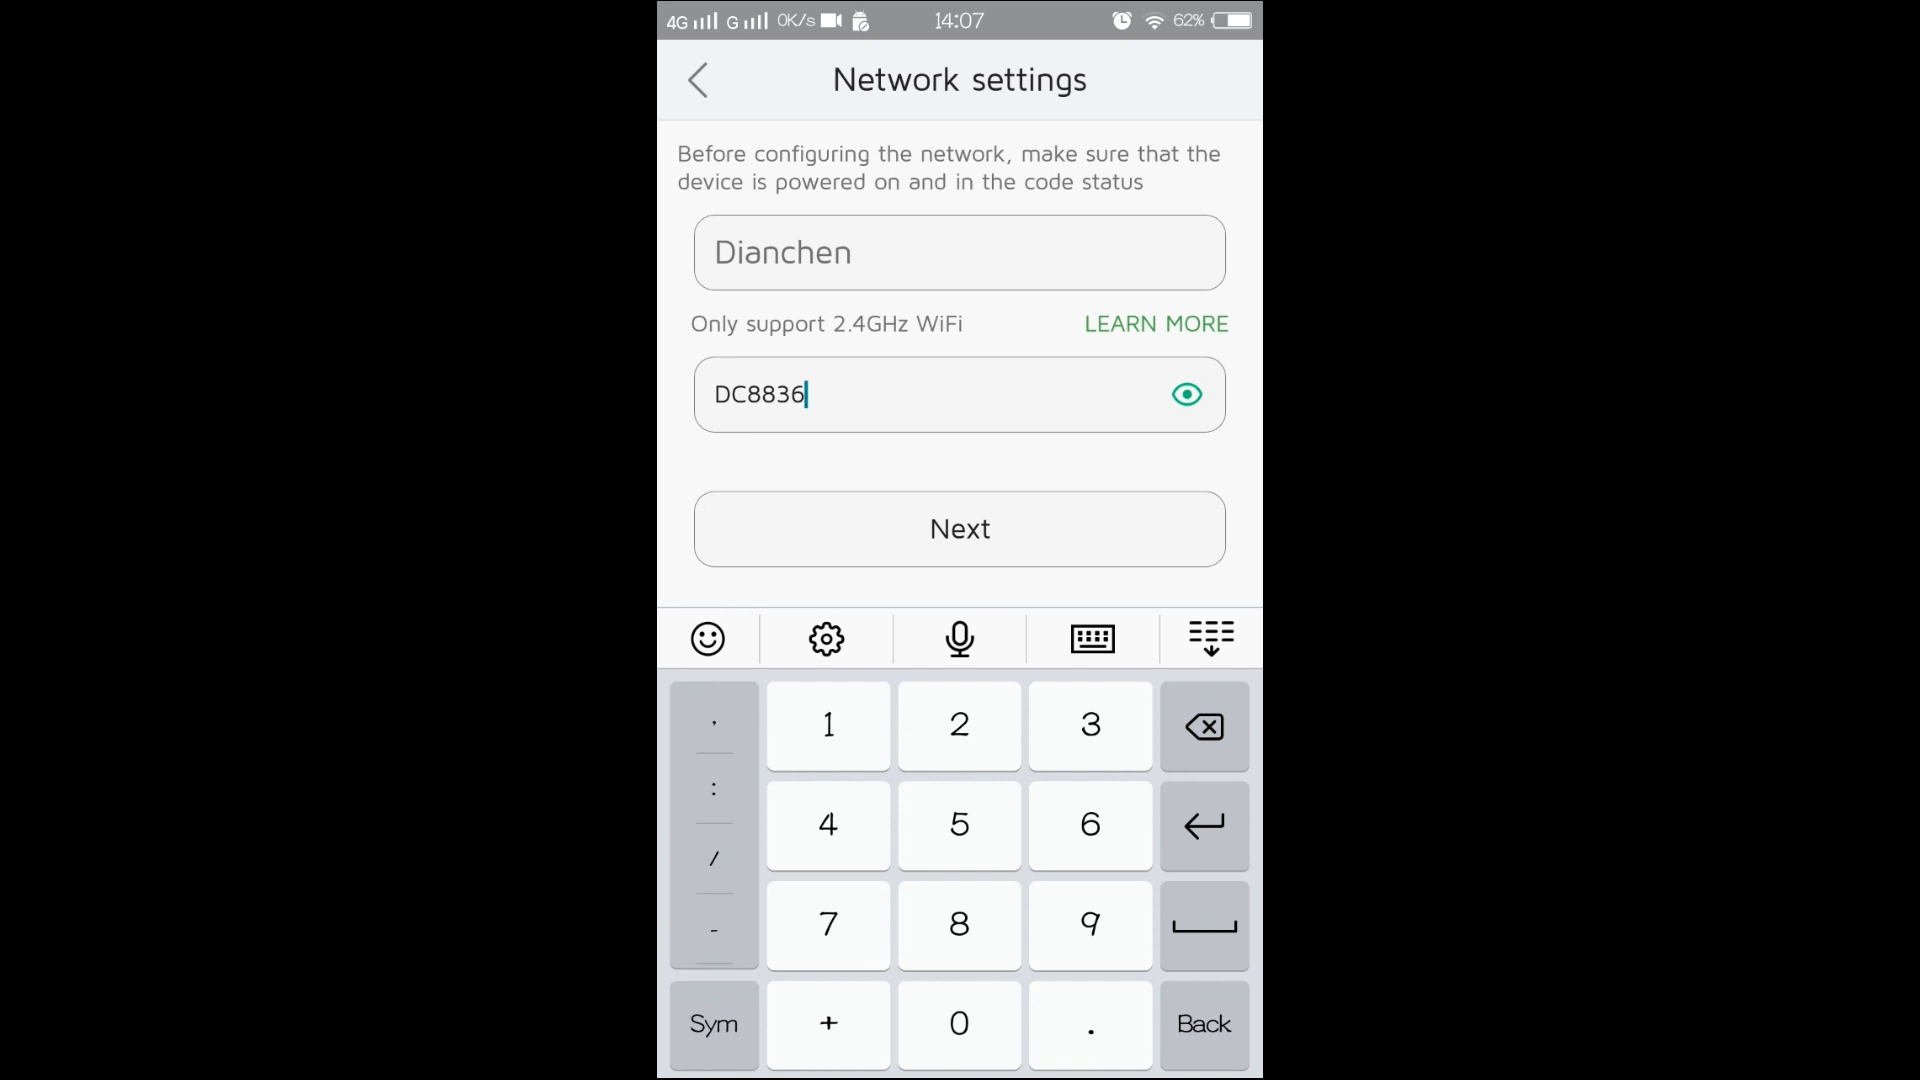 4G G 0K/s 14:07 62%
Network settings
Before configuring the network, make sure that the
device is powered on and in the code status
Dianchen
Only support 2.4GHz WiFi LEARN MORE
DC8836
Next
, 1 2 3
: 4 5 6
/
- 7 8 9
Sym + 0 . Back